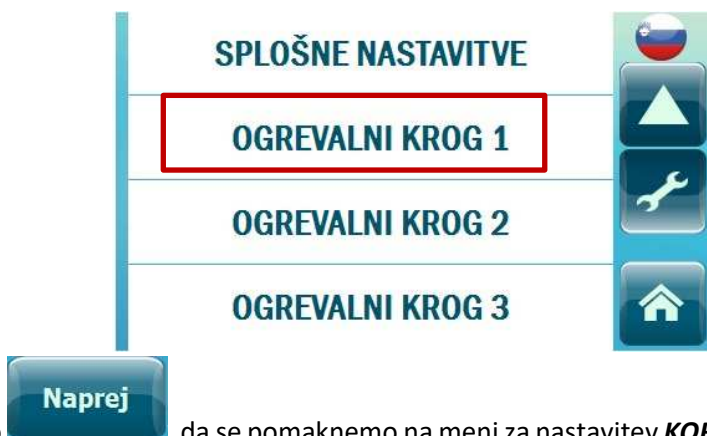 SPLOŠNE NASTAVITVE
OGREVALNI KROG 1
OGREVALNI KROG 2
OGREVALNI KROG 3
Naprej da se pomaknemo na meni za nastavitev